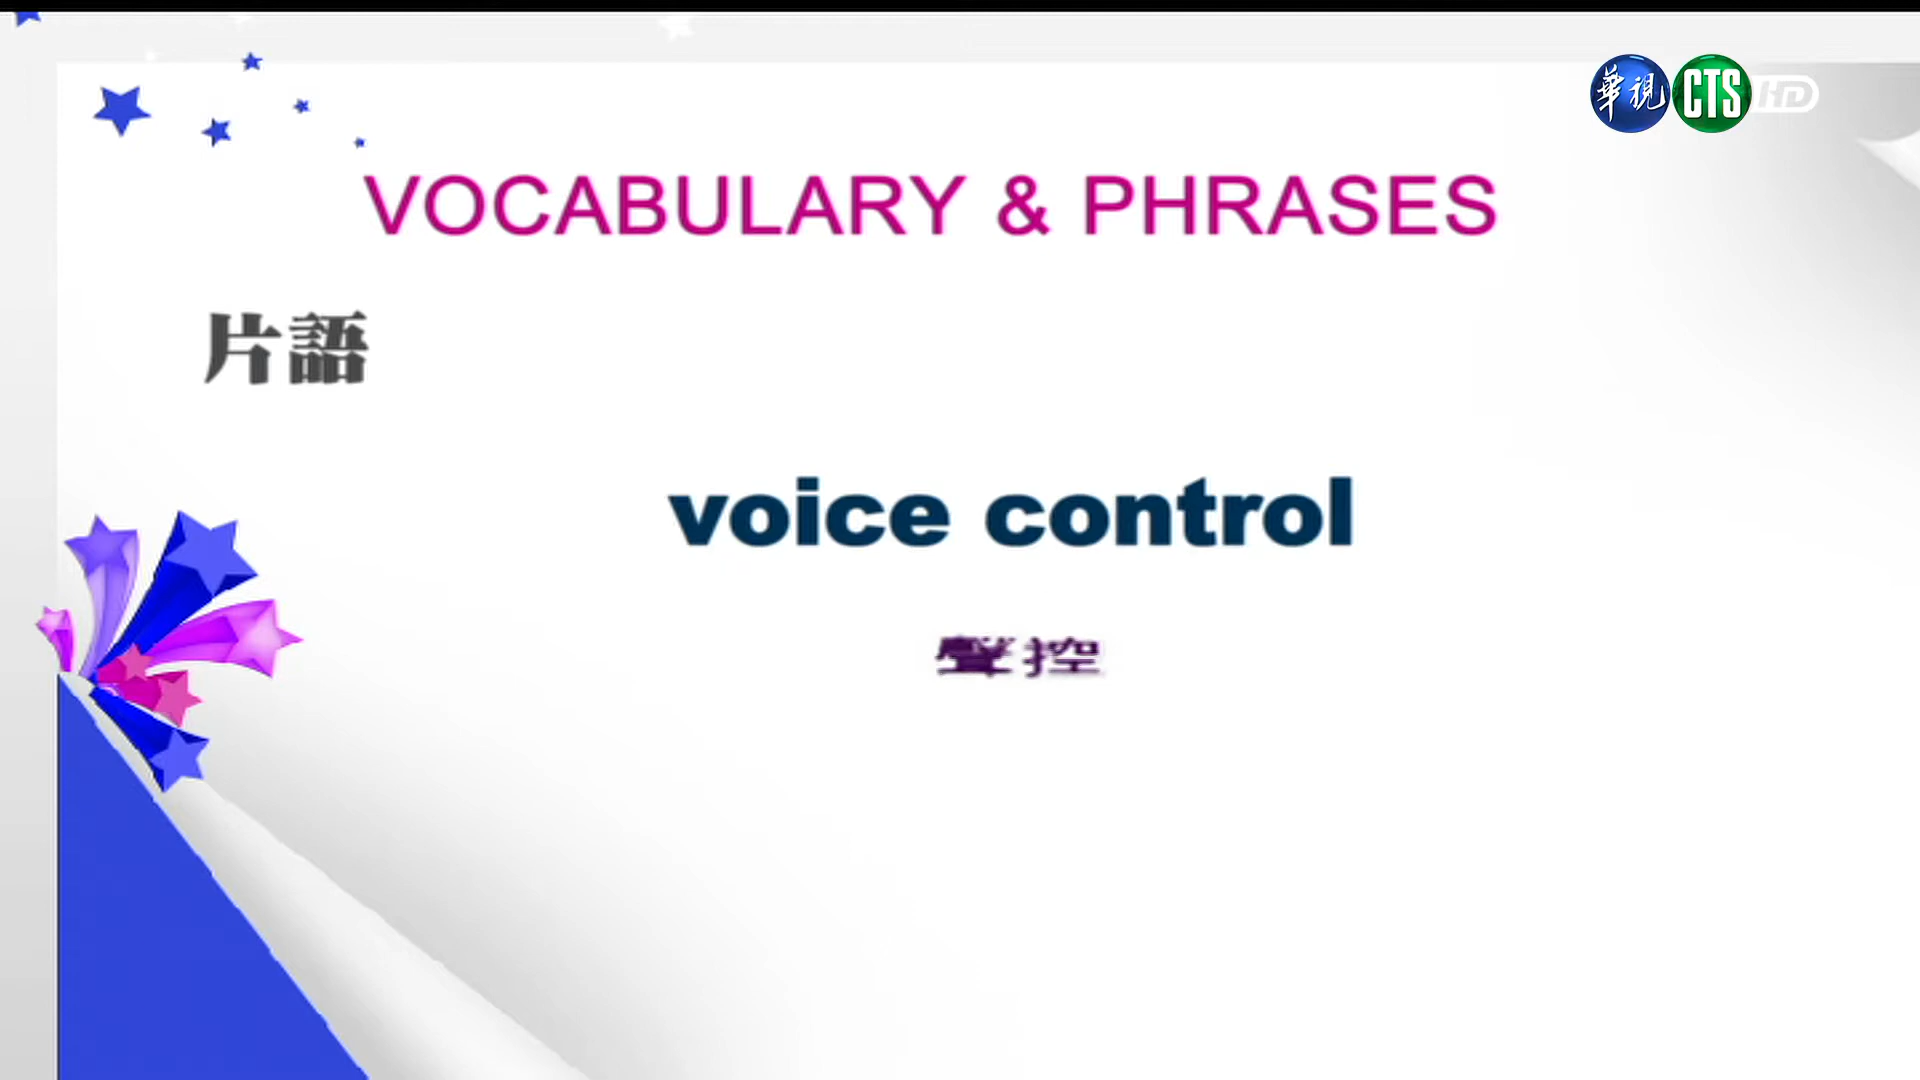 華視 CTS HD
VOCABULARY & PHRASES
片語
voice control
聲控